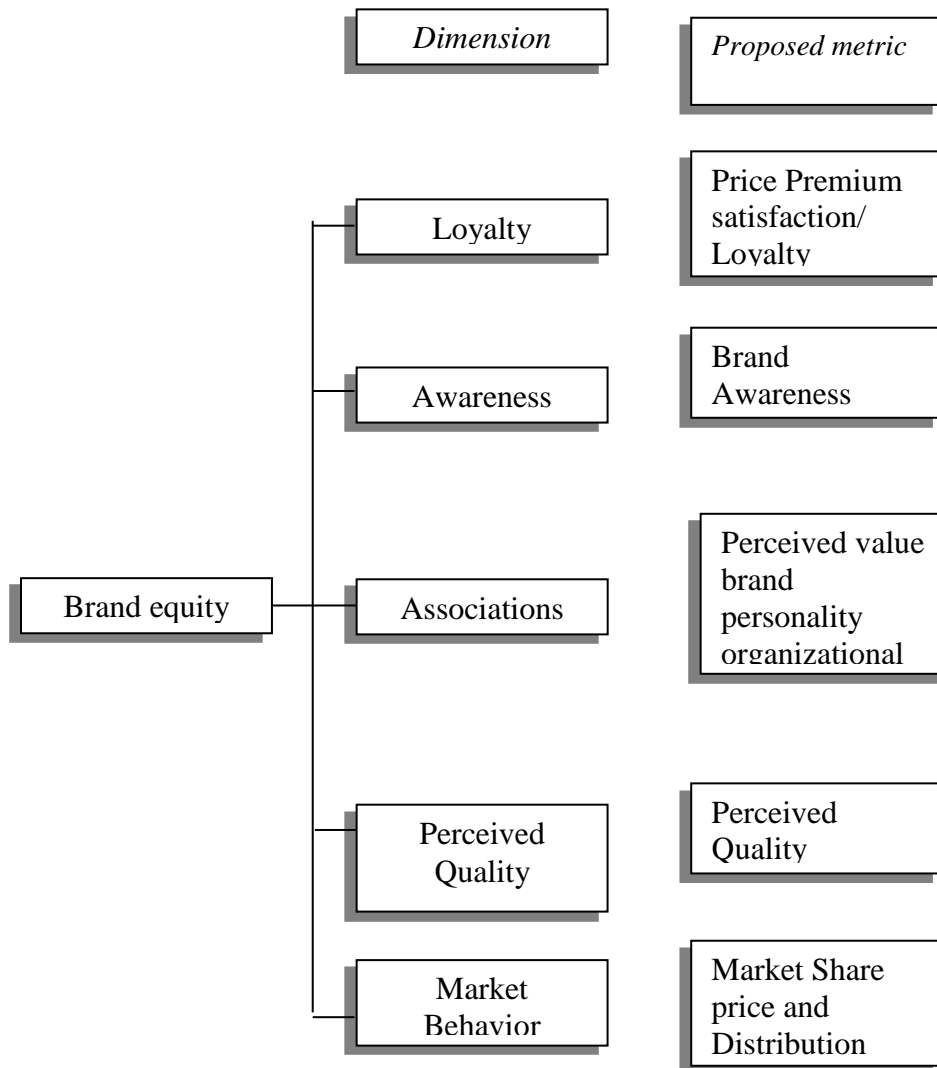 Dimension
Proposed metric
Loyalty
Price Premium
satisfaction/
Loyalty
Awareness
Brand
Awareness
Brand equity
Associations
Perceived value
brand
personality
organizational
Perceived
Quality
Perceived
Quality
Market
Behavior
Market Share
price and
Distribution